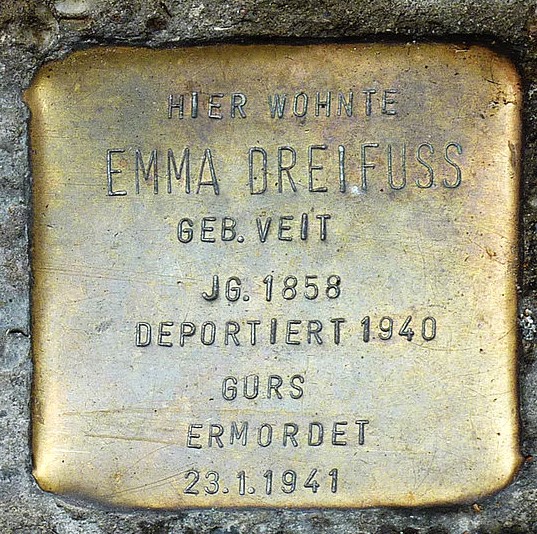 HIER WOHNTE
EMMA DREIFUSS
GEB. VEIT
JG. 1858
DEPORTIERT 1940
GURS
ERMORDET
23.1.1941